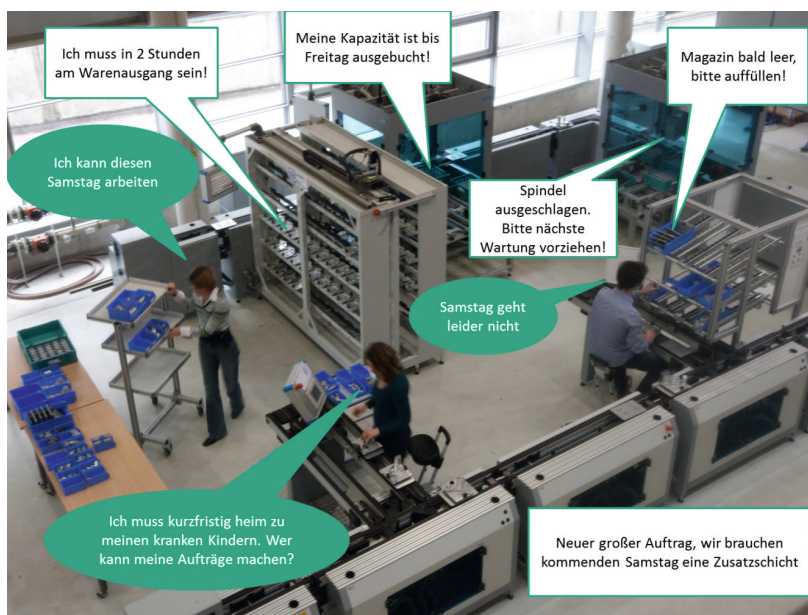 Ich muss in 2 Stunden
am Warenausgang sein!
Meine Kapazität ist bis
Freitag ausgebucht!
Magazin bald leer,
bitte auffüllen!
Ich kann diesen
Samstag arbeiten
Spindel
ausgeschlagen.
Bitte nächste
Wartung vorziehen!
Samstag geht
leider nicht
Ich muss kurzfristig heim zu
meinen kranken Kindern. Wer
kann meine Aufträge machen?
Neuer großer Auftrag, wir brauchen
kommenden Samstag eine Zusatzschicht